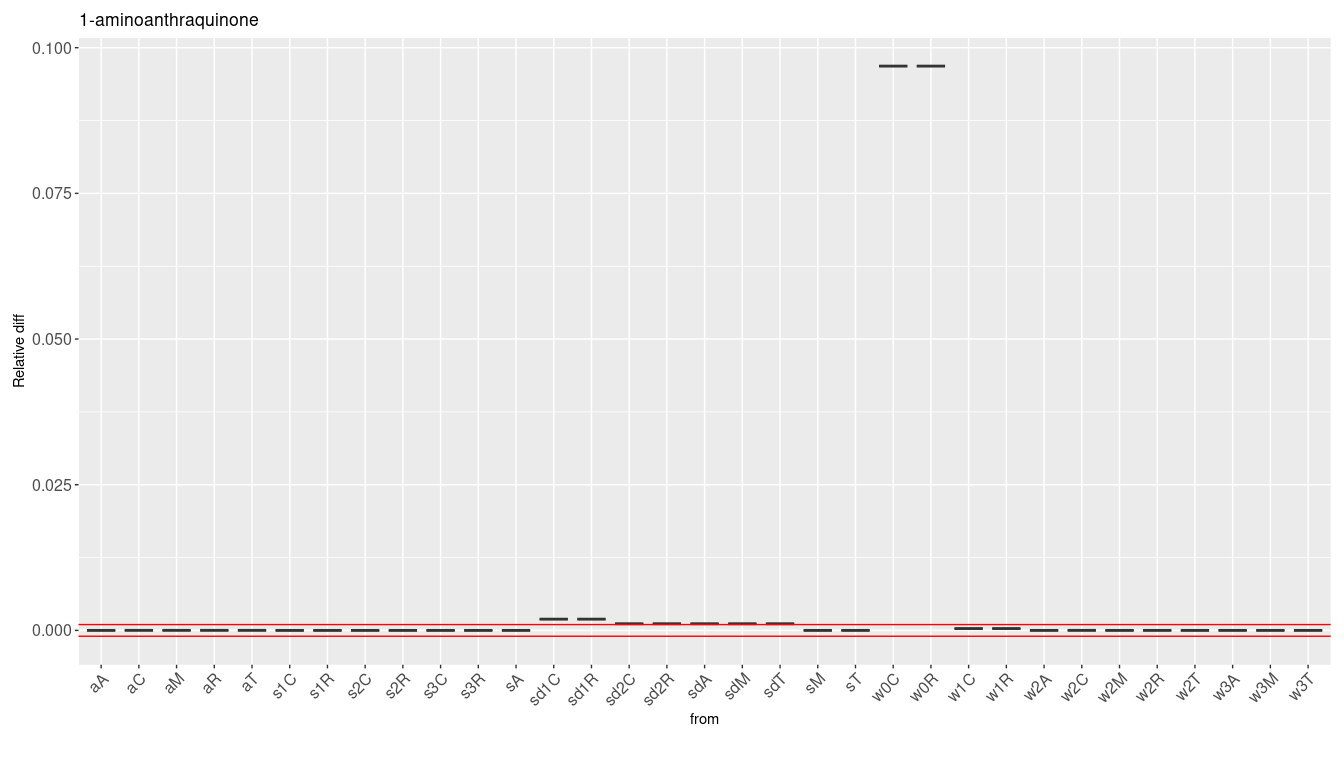 1-aminoanthraquinone
0.100
0.075
0.050
0.025
0.000
Relative diff
aA aC aM aR aT s1C s1R s2C s2R s3C s3R sA sd1C sd1R sd2C sd2R sdA sdM sdT sM sT w0C w0R w1C w1R w2A w2C w2M w2R w2T w3A w3M w3T
from